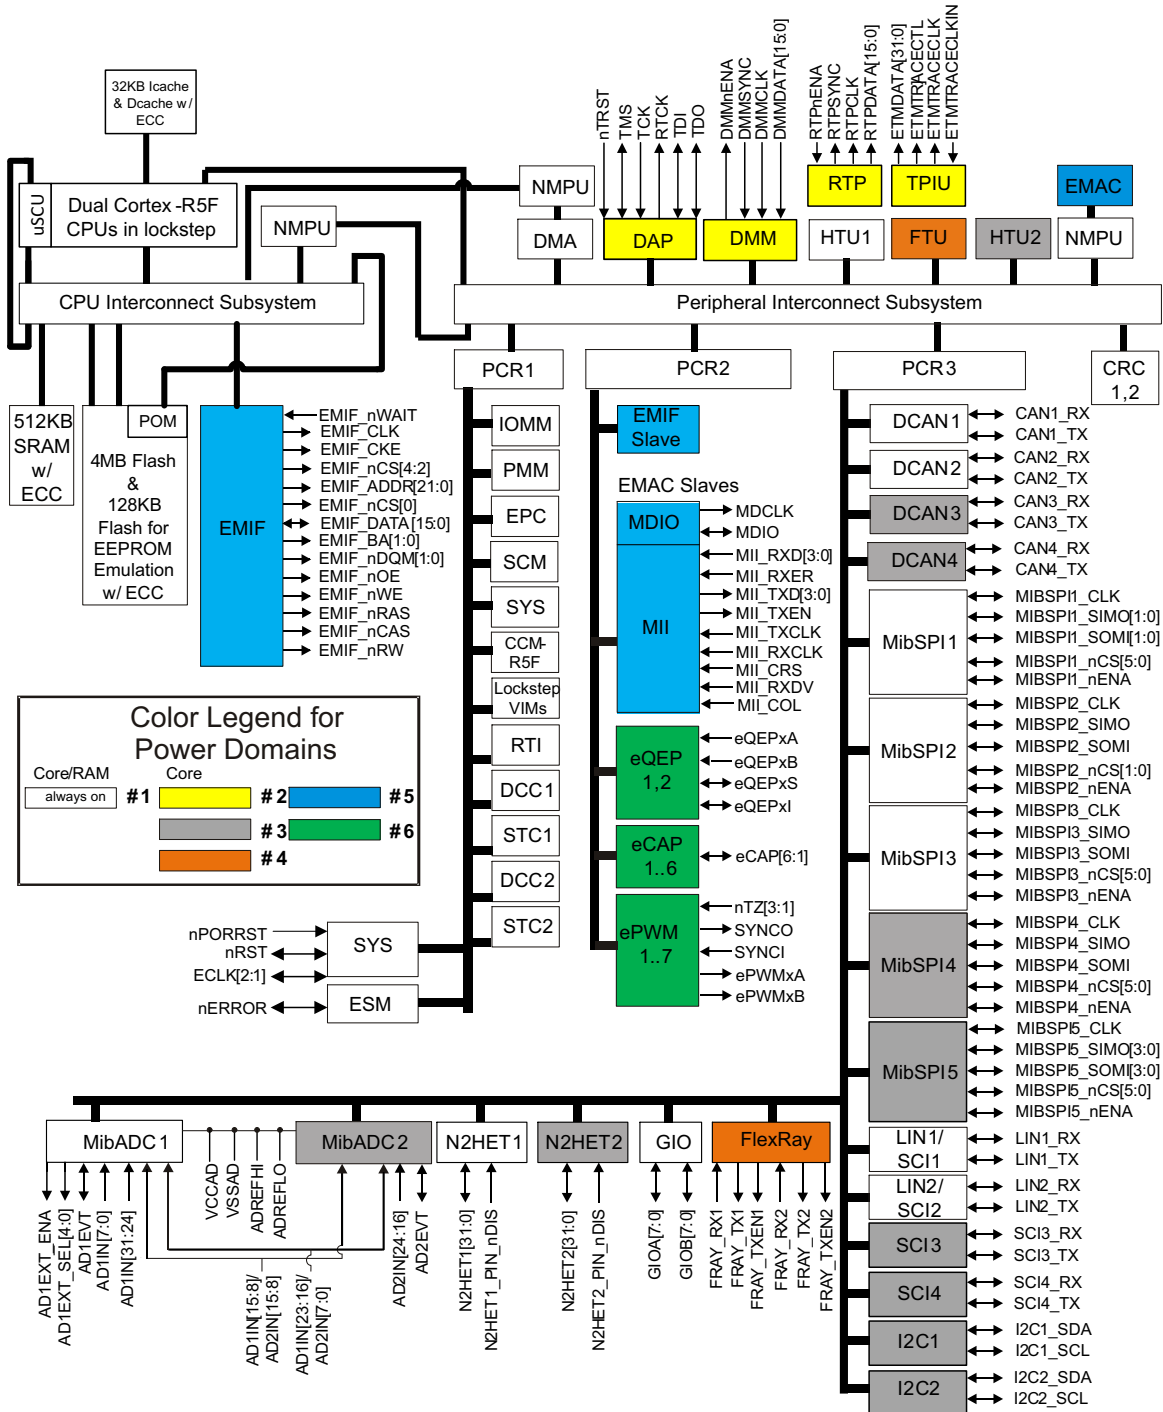 32KB Icache
& Dcache w/
ECC
uSCU
Dual Cortex -R5F
CPUs in lockstep
NMPU
CPU Interconnect Subsystem
nTRST
TMS
TCK
RTCK
TDI
TDO
DMMnENA
DMMSYNC
DMMCLK
DMMDATA[15:0]
RTPnENA
RTPSYNC
RTPCLK
RTPDATA[15:0]
ETMDATA[31:0]
ETMTRACECTL
ETMTRACECLK
ETMTRACECLKIN
NMPU
RTP
TPIU
EMAC
DMA
DAP
DMM
HTU1
FTU
HTU2
NMPU
Peripheral Interconnect Subsystem
PCR1
PCR2
PCR3
CRC
1,2
512KB
SRAM
w/
ECC
POM
4MB Flash
&
128KB
Flash for
EEPROM
Emulation
w/ ECC
EMIF
EMIF_nWAIT
EMIF_CLK
EMIF_CKE
EMIF_nCS[4:2]
EMIF_ADDR[21:0]
EMIF_nCS[0]
EMIF_DATA[15:0]
EMIF_BA[1:0]
EMIF_nDQM[1:0]
EMIF_nOE
EMIF_nWE
EMIF_nRAS
EMIF_nCAS
EMIF_nRW
IOMM
PMM
EPC
SCM
SYS
CCM-
R5F
Lockstep
VIMs
RTI
DCC1
STC1
DCC2
STC2
EMIF
Slave
EMAC Slaves
MDIO
MDCLK
MDIO
MII
MII_RXD[3:0]
MII_RXER
MII_TXD[3:0]
MII_TXEN
MII_TXCLK
MII_RXCLK
MII_CRS
MII_RXDV
MII_COL
eQEP
1,2
eQEPxA
eQEPxB
eQEPxS
eQEPxI
eCAP
1..6
eCAP[6:1]
ePWM
1..7
nTZ[3:1]
SYNCO
SYNCI
ePWMxA
ePWMxB
DCAN1
CAN1_RX
CAN1_TX
DCAN2
CAN2_RX
CAN2_TX
DCAN3
CAN3_RX
CAN3_TX
DCAN4
CAN4_RX
CAN4_TX
MibSPI1
MIBSPI1_CLK
MIBSPI1_SIMO[1:0]
MIBSPI1_SOMI[1:0]
MIBSPI1_nCS[5:0]
MIBSPI1_nENA
MibSPI2
MIBSPI2_CLK
MIBSPI2_SIMO
MIBSPI2_SOMI
MIBSPI2_nCS[1:0]
MIBSPI2_nENA
MibSPI3
MIBSPI3_CLK
MIBSPI3_SIMO
MIBSPI3_SOMI
MIBSPI3_nCS[5:0]
MIBSPI3_nENA
MibSPI4
MIBSPI4_CLK
MIBSPI4_SIMO
MIBSPI4_SOMI
MIBSPI4_nCS[5:0]
MIBSPI4_nENA
MibSPI5
MIBSPI5_CLK
MIBSPI5_SIMO[3:0]
MIBSPI5_SOMI[3:0]
MIBSPI5_nCS[5:0]
MIBSPI5_nENA
LIN1/
SCI1
LIN1_RX
LIN1_TX
LIN2/
SCI2
LIN2_RX
LIN2_TX
SCI3
SCI3_RX
SCI3_TX
SCI4
SCI4_RX
SCI4_TX
I2C1
I2C1_SDA
I2C1_SCL
I2C2
I2C2_SDA
I2C2_SCL
Color Legend for
Power Domains
Core/RAM
Core
always on
#1
#2
#5
#3
#6
#4
nPORRST
nRST
ECLK[2:1]
SYS
nERROR
ESM
MibADC1
MibADC2
N2HET1
N2HET2
GIO
FlexRay
AD1EXT_ENA
AD1EXT_SEL[4:0]
AD1EVT
AD1IN[7:0]
AD1IN[31:24]
VCCAD
VSSAD
ADREFHI
ADREFLO
AD1IN[15:8]/
AD2IN[15:8]
AD1IN[23:16]/
AD2IN[7:0]
AD2IN[24:16]
AD2EVT
N2HET1[31:0]
N2HET1_PIN_nDIS
N2HET2[31:0]
N2HET2_PIN_nDIS
GIOA[7:0]
GIOB[7:0]
FRAY_RX1
FRAY_TX1
FRAY_TXEN1
FRAY_RX2
FRAY_TX2
FRAY_TXEN2